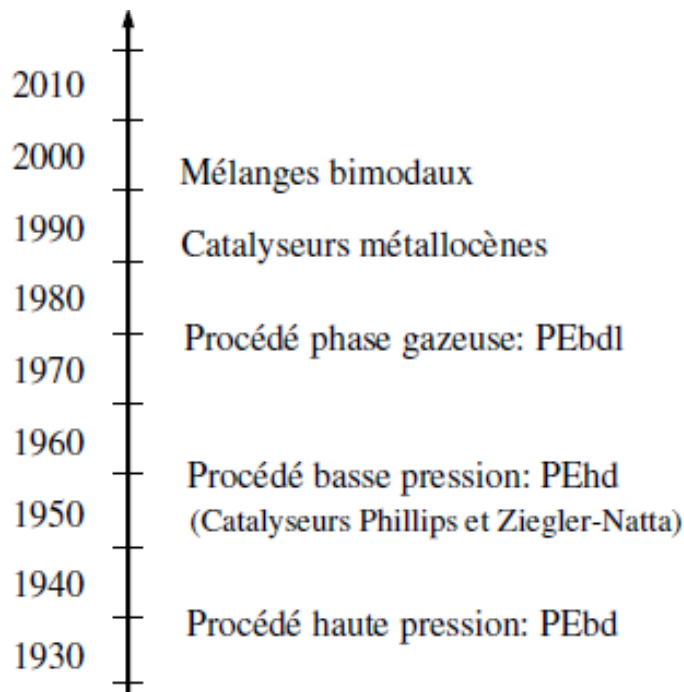 2010
2000
Mélanges bimodaux
1990
Catalyseurs métallocènes
1980
Procédé phase gazeuse: PEbdl
1970
1960
Procédé basse pression: PEhd
(Catalyseurs Phillips et Ziegler-Natta)
1950
1940
Procédé haute pression: PEbd
1930